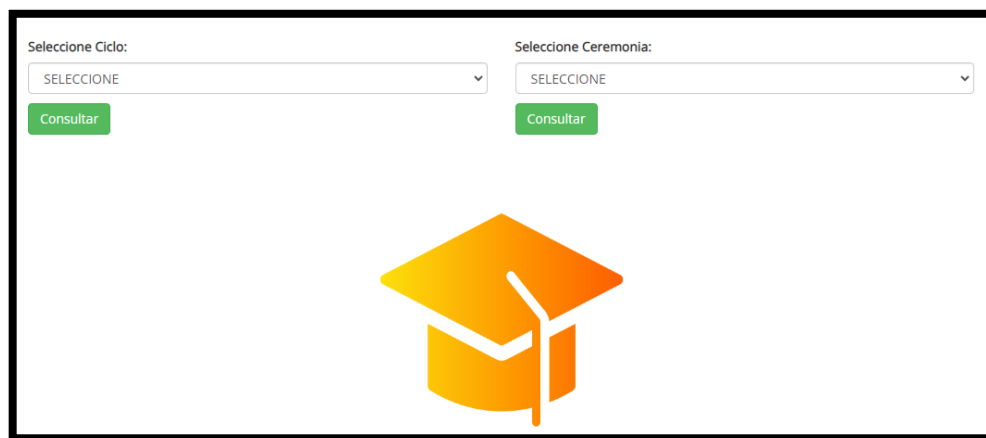 Seleccione Ciclo:
SELECCIONE
Consultar
Seleccione Ceremonia:
SELECCIONE
Consultar